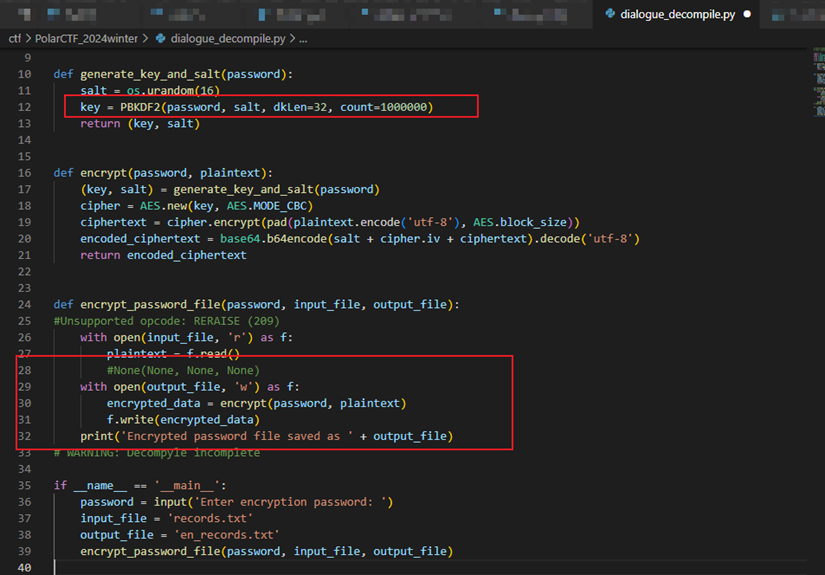 dialogue_decompile.py
ctf > PolarCTF_2024winter > dialogue_decompile.py > ...
9
10 def generate_key_and_salt(password):
11     salt = os.urandom(16)
12     key = PBKDF2(password, salt, dkLen=32, count=1000000)
13     return (key, salt)
14
15
16 def encrypt(password, plaintext):
17     (key, salt) = generate_key_and_salt(password)
18     cipher = AES.new(key, AES.MODE_CBC)
19     ciphertext = cipher.encrypt(pad(plaintext.encode('utf-8'), AES.block_size))
20     encoded_ciphertext = base64.b64encode(salt + cipher.iv + ciphertext).decode('utf-8')
21     return encoded_ciphertext
22
23
24 def encrypt_password_file(password, input_file, output_file):
25 #Unsupported opcode: RERAISE (209)
26     with open(input_file, 'r') as f:
27         plaintext = f.read()
28         #None(None, None, None)
29     with open(output_file, 'w') as f:
30         encrypted_data = encrypt(password, plaintext)
31         f.write(encrypted_data)
32     print('Encrypted password file saved as ' + output_file)
33 # WARNING: Decompyle incomplete
34
35 if __name__ == '__main__':
36     password = input('Enter encryption password: ')
37     input_file = 'records.txt'
38     output_file = 'en_records.txt'
39     encrypt_password_file(password, input_file, output_file)
40